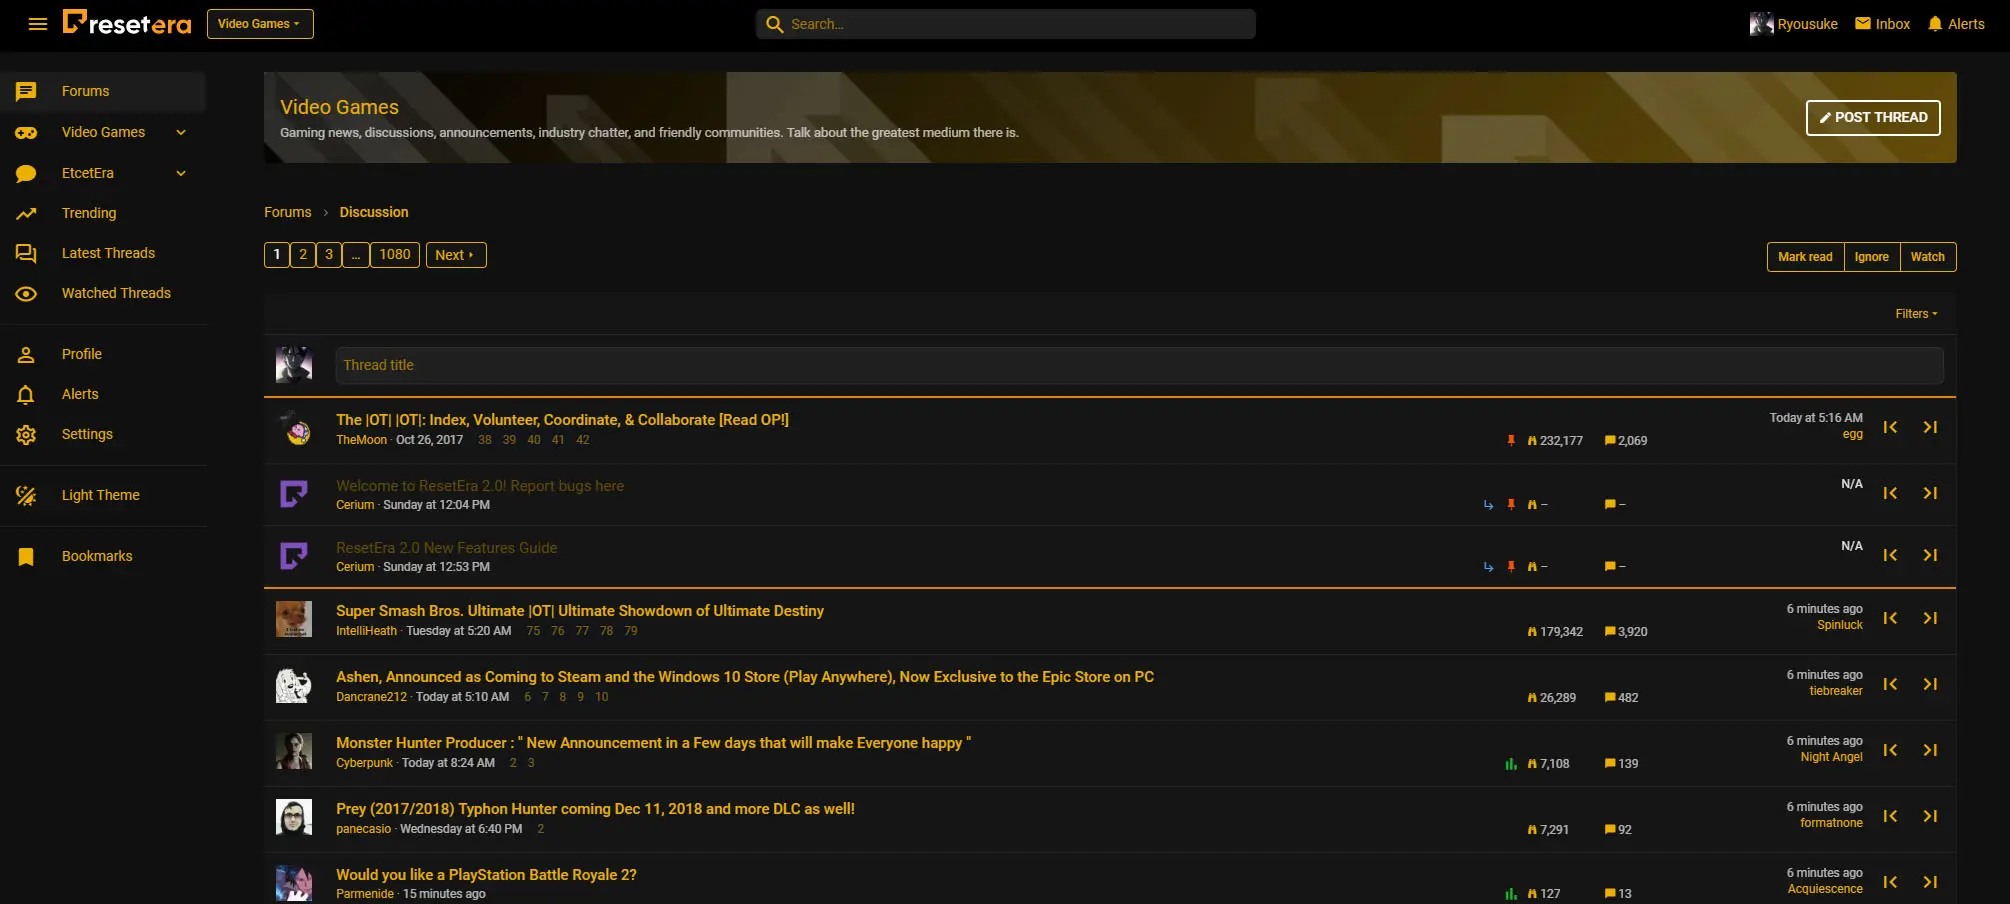 resetera
Video Games
Search...
Ryousuke
Inbox
Alerts
Forums
Video Games
EtcetEra
Trending
Latest Threads
Watched Threads
Profile
Alerts
Settings
Light Theme
Bookmarks
Video Games
Gaming news, discussions, announcements, industry chatter, and friendly communities. Talk about the greatest medium there is.
POST THREAD
Forums > Discussion
1 2 3 ... 1080 Next
Mark read Ignore Watch
Filters
Thread title
The |OT| |OT|: Index, Volunteer, Coordinate, & Collaborate [Read OP!]
TheMoon · Oct 26, 2017 38 39 40 41 42
232,177 2,069
Today at 5:16 AM
egg
Welcome to ResetEra 2.0! Report bugs here
Cerium · Sunday at 12:04 PM
– –
N/A
ResetEra 2.0 New Features Guide
Cerium · Sunday at 12:53 PM
– –
N/A
Super Smash Bros. Ultimate |OT| Ultimate Showdown of Ultimate Destiny
IntelliHeath · Tuesday at 5:20 AM 75 76 77 78 79
179,342 3,920
6 minutes ago
Spinluck
Ashen, Announced as Coming to Steam and the Windows 10 Store (Play Anywhere), Now Exclusive to the Epic Store on PC
Dancrane212 · Today at 5:10 AM 6 7 8 9 10
26,289 482
6 minutes ago
tiebreaker
Monster Hunter Producer : " New Announcement in a Few days that will make Everyone happy "
Cyberpunk · Today at 8:24 AM 2 3
7,108 139
6 minutes ago
Night Angel
Prey (2017/2018) Typhon Hunter coming Dec 11, 2018 and more DLC as well!
panecasio · Wednesday at 6:40 PM 2
7,291 92
6 minutes ago
formatnone
Would you like a PlayStation Battle Royale 2?
Parmenide · 15 minutes ago
127 13
6 minutes ago
Acquiescence